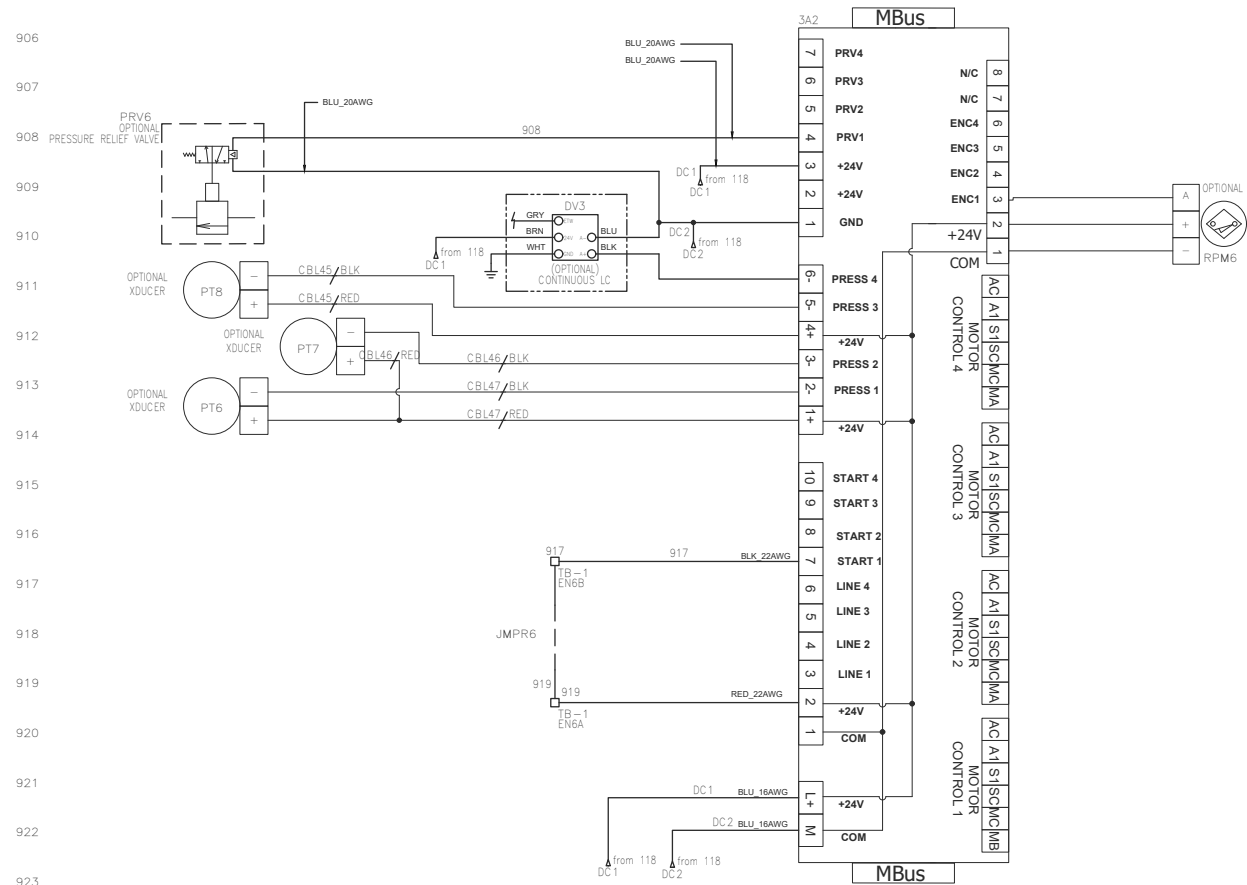 3A2
MBus
906
BLU_20AWG
7 PRV4
BLU_20AWG
6 PRV3
N/C 8
907
N/C 7
PRV6
OPTIONAL
PRESSURE RELIEF VALVE
BLU_20AWG
5 PRV2
ENC4 6
908
908
4 PRV1
ENC3 5
DC1
from 118
DC1
3 +24V
ENC2 4
909
2 +24V
ENC1 3
A
OPTIONAL
DV3
GRY
ETM
BRN
24V
A-
BLU
WHT
GND
A+
BLK
(OPTIONAL)
CONTINUOUS LC
from 118
DC1
DC2
from 118
DC2
1 GND
2
+24V
+
910
1
COM
-
RPM6
OPTIONAL
XDUCER
PT8
-
+
CBL45 BLK
6- PRESS 4
911
CBL45 RED
5- PRESS 3
912
OPTIONAL
XDUCER
PT7
-
+
CBL46 RED
4+
+24V
CBL46 BLK
3- PRESS 2
913
OPTIONAL
XDUCER
PT6
-
+
CBL47 BLK
2- PRESS 1
CBL47 RED
1+
+24V
914
AC A1 S1 SC MC MA
MOTOR
CONTROL 4
915
10 START 4
9 START 3
916
8 START 2
917
TB-1
EN6B
917
BLK_22AWG
7 START 1
AC A1 S1 SC MC MA
MOTOR
CONTROL 3
917
6 LINE 4
5 LINE 3
918
JMPR6
4 LINE 2
919
3 LINE 1
919
919
TB-1
EN6A
RED_22AWG
2
+24V
AC A1 S1 SC MC MA
MOTOR
CONTROL 2
920
1
COM
921
DC1
BLU_16AWG
L+
+24V
922
DC2
BLU_16AWG
M
COM
AC A1 S1 SC MC MB
MOTOR
CONTROL 1
from 118
DC1
from 118
DC2
923
MBus